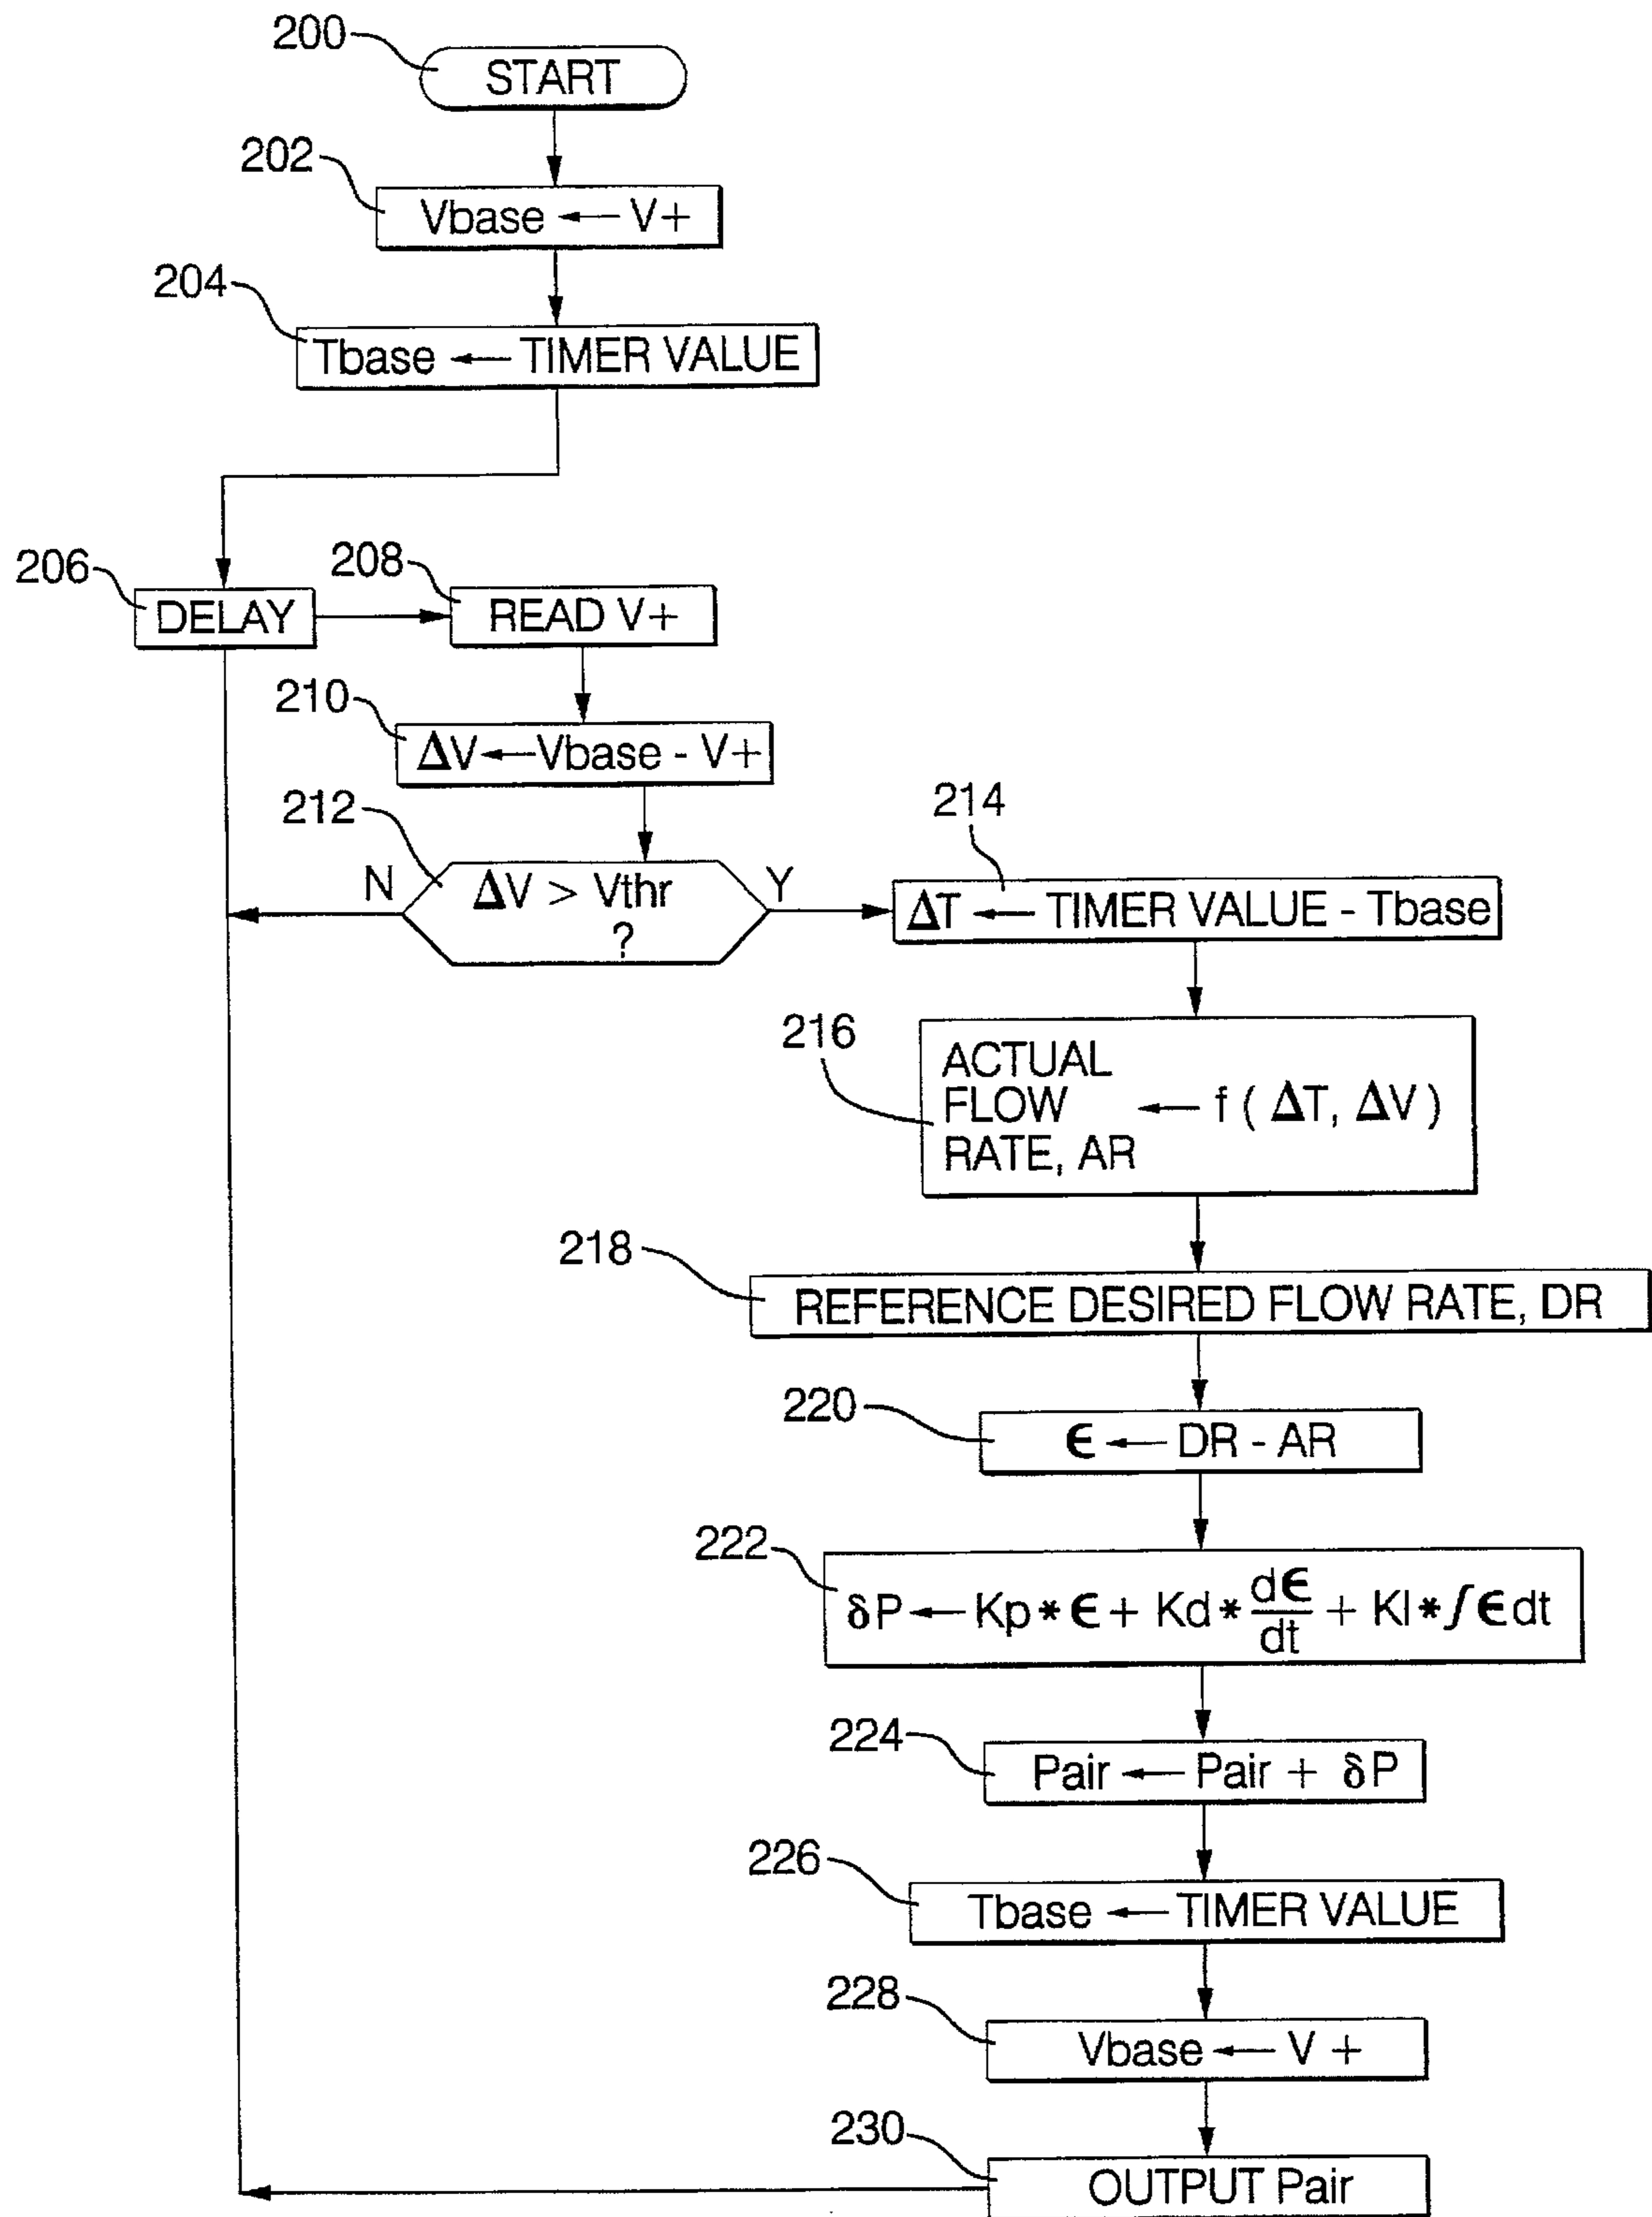 200
START
202
Vbase ← V+
204
Tbase ← TIMER VALUE
206
DELAY
208
READ V+
210
ΔV ← Vbase - V+
212
N
ΔV > Vthr
?
Y
214
ΔT ← TIMER VALUE - Tbase
216
ACTUAL
FLOW ← f ( ΔT, ΔV )
RATE, AR
218
REFERENCE DESIRED FLOW RATE, DR
220
ϵ ← DR - AR
222
δP ← Kp * ϵ + Kd * dϵ/dt + KI * ∫ ϵ dt
224
Pair ← Pair + δP
226
Tbase ← TIMER VALUE
228
Vbase ← V +
230
OUTPUT Pair